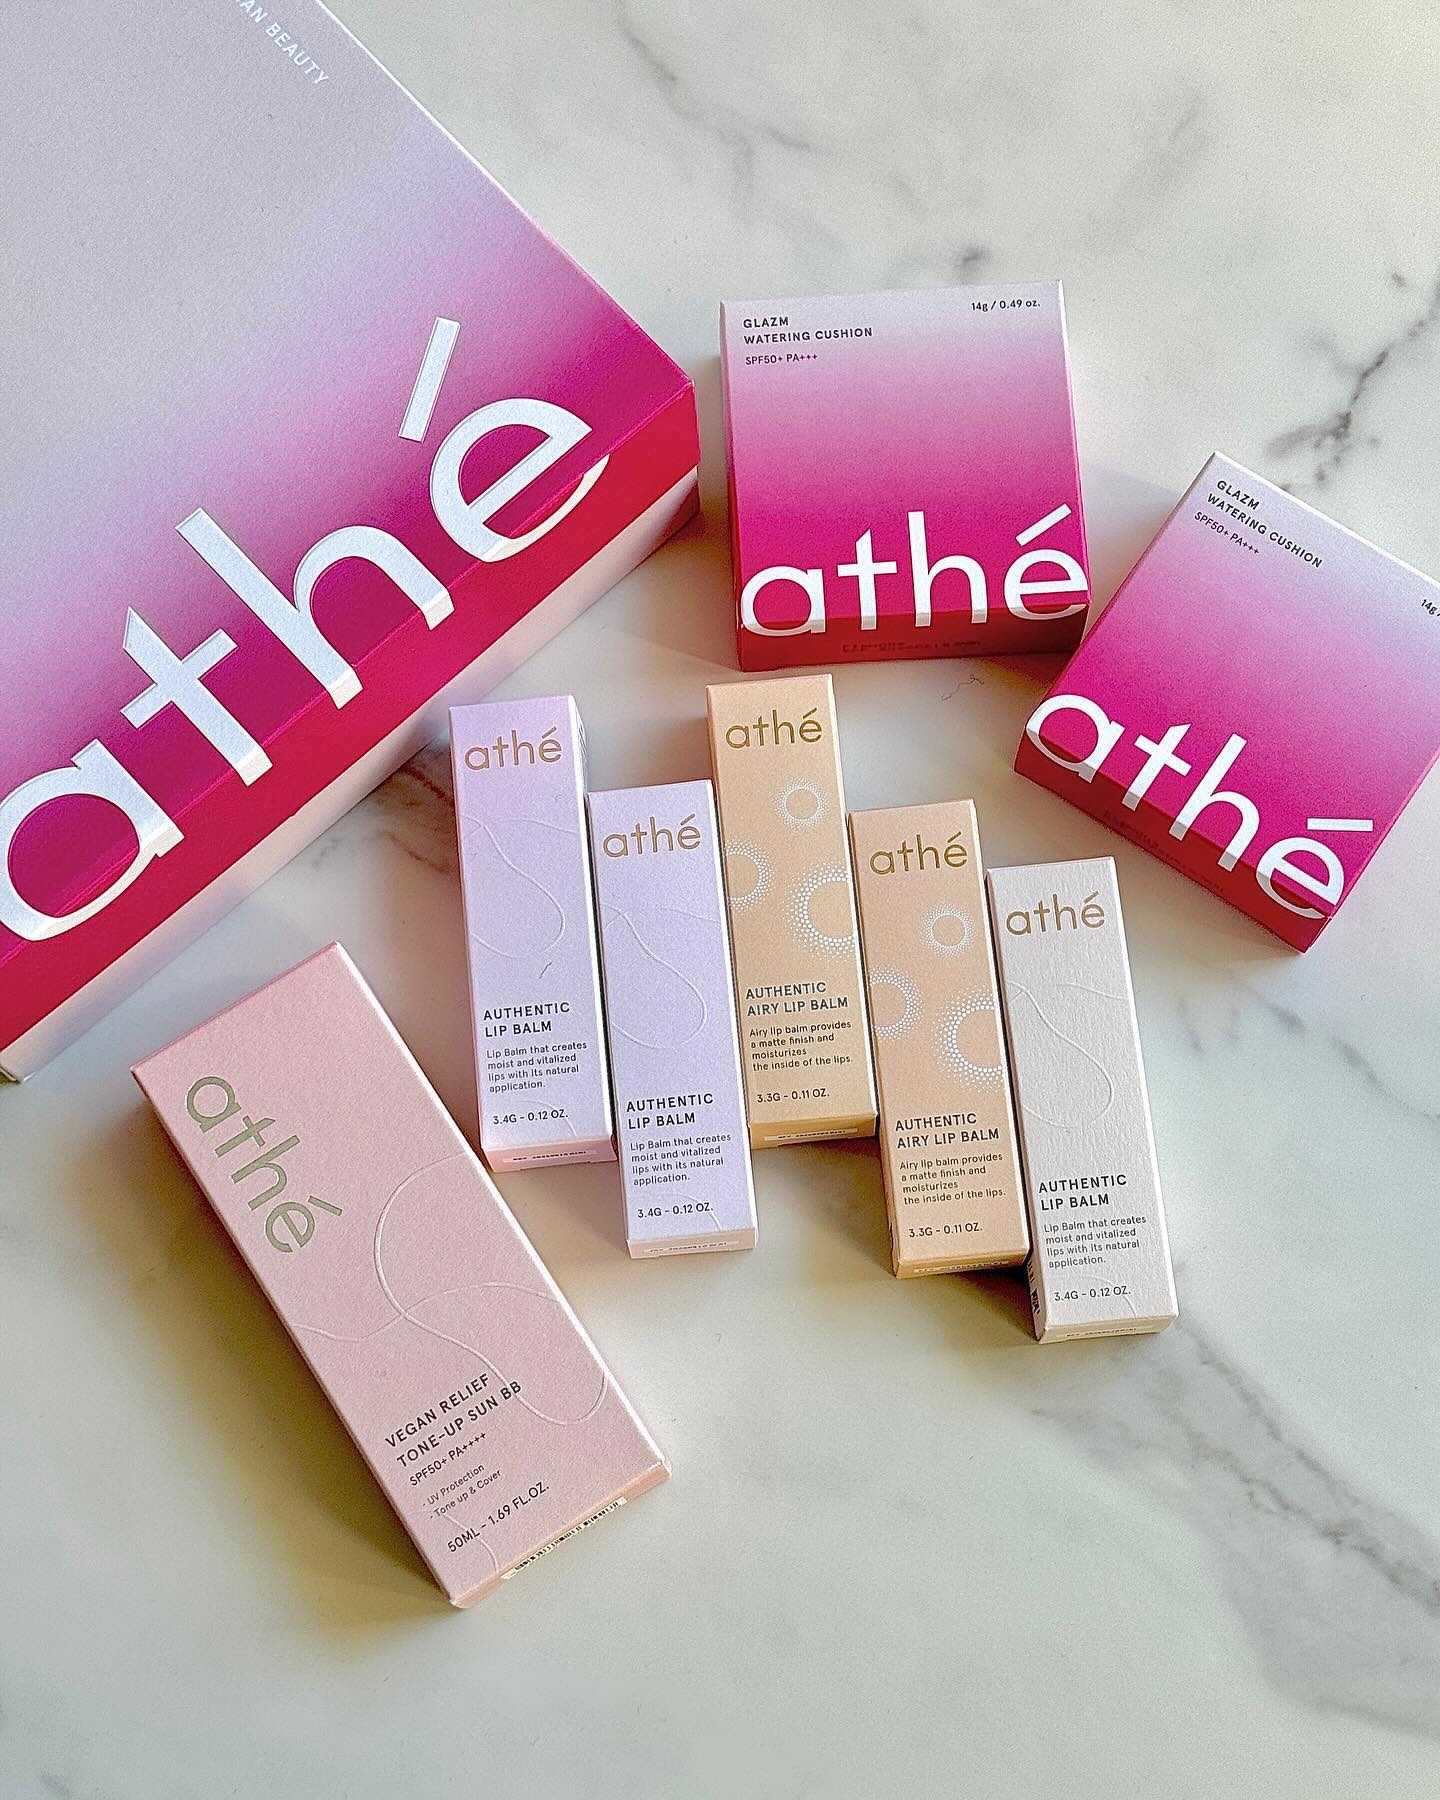 BEAUTY
athé
GLAZM
WATERING CUSHION
SPF50+ PA+++
14g / 0.49 oz.
athé
GLAZM
WATERING CUSHION
SPF50+ PA+++
14g /
athé
athé
AUTHENTIC
LIP BALM
Lip Balm that creates
moist and vitalized
lips with its natural
application.
3.4G - 0.12 OZ.
athé
AUTHENTIC
LIP BALM
Lip Balm that creates
moist and vitalized
lips with its natural
application.
3.4G - 0.12 OZ.
athé
AUTHENTIC
AIRY LIP BALM
Airy lip balm provides
a matte finish and
moisturizes
the inside of the lips.
3.3G - 0.11 OZ.
athé
AUTHENTIC
AIRY LIP BALM
Airy lip balm provides
a matte finish and
moisturizes
the inside of the lips.
3.3G - 0.11 OZ.
athé
AUTHENTIC
LIP BALM
Lip Balm that creates
moist and vitalized
lips with its natural
application.
3.4G - 0.12 OZ.
athé
VEGAN RELIEF
TONE-UP SUN BB
SPF50+ PA++++
- UV Protection
- Tone up & Cover
50ML - 1.69 FL.OZ.